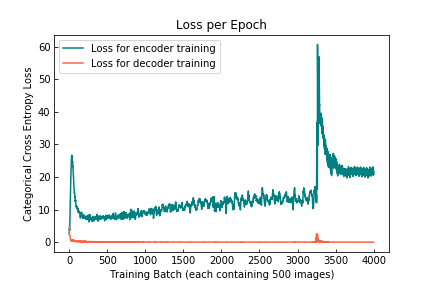 Loss per Epoch
Categorical Cross Entropy Loss
60
50
40
30
20
10
0
Loss for encoder training
Loss for decoder training
0 500 1000 1500 2000 2500 3000 3500 4000
Training Batch (each containing 500 images)